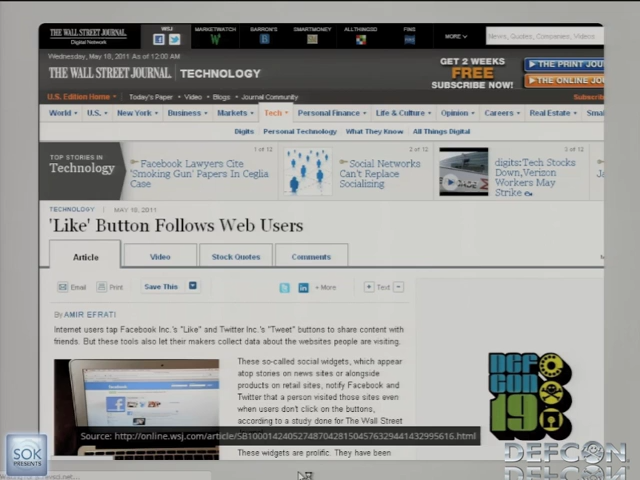 THE WALL STREET JOURNAL
Digital Network
WSJ
MARKETWATCH
BARRON'S
SMARTMONEY
ALLTHINGSD
FINS
MORE
News, Quotes, Companies, Videos
Wednesday, May 18, 2011 As of 12:00 AM
THE WALL STREET JOURNAL. TECHNOLOGY
GET 2 WEEKS
FREE
SUBSCRIBE NOW!
THE PRINT JOU
THE ONLINE JO
U.S. Edition Home Today's Paper • Video • Blogs • Journal Community
Subscribe
World U.S. New York Business Markets Tech Personal Finance Life & Culture Opinion Careers Real Estate Sma
Digits Personal Technology What They Know All Things Digital
TOP STORIES IN
Technology
1 of 12
Facebook Lawyers Cite
'Smoking Gun' Papers In Ceglia
Case
2 of 12
Social Networks
Can't Replace
Socializing
3 of 12
digits:Tech Stocks
Down,Verizon
Workers May
Strike
TECHNOLOGY | MAY 18, 2011
'Like' Button Follows Web Users
Article Video Stock Quotes Comments
Email Print Save This + More + Text -
By AMIR EFRATI
Internet users tap Facebook Inc.'s "Like" and Twitter Inc.'s "Tweet" buttons to share content with
friends. But these tools also let their makers collect data about the websites people are visiting.
facebook
These so-called social widgets, which appear
atop stories on news sites or alongside
products on retail sites, notify Facebook and
Twitter that a person visited those sites even
when users don't click on the buttons,
according to a study done for The Wall Street
Source: http://online.wsj.com/article/SB10001424052748704281504576329441432995616.html
These widgets are prolific. They have been
DEF
CON
19
DEFCON
SOK
PRESENTS